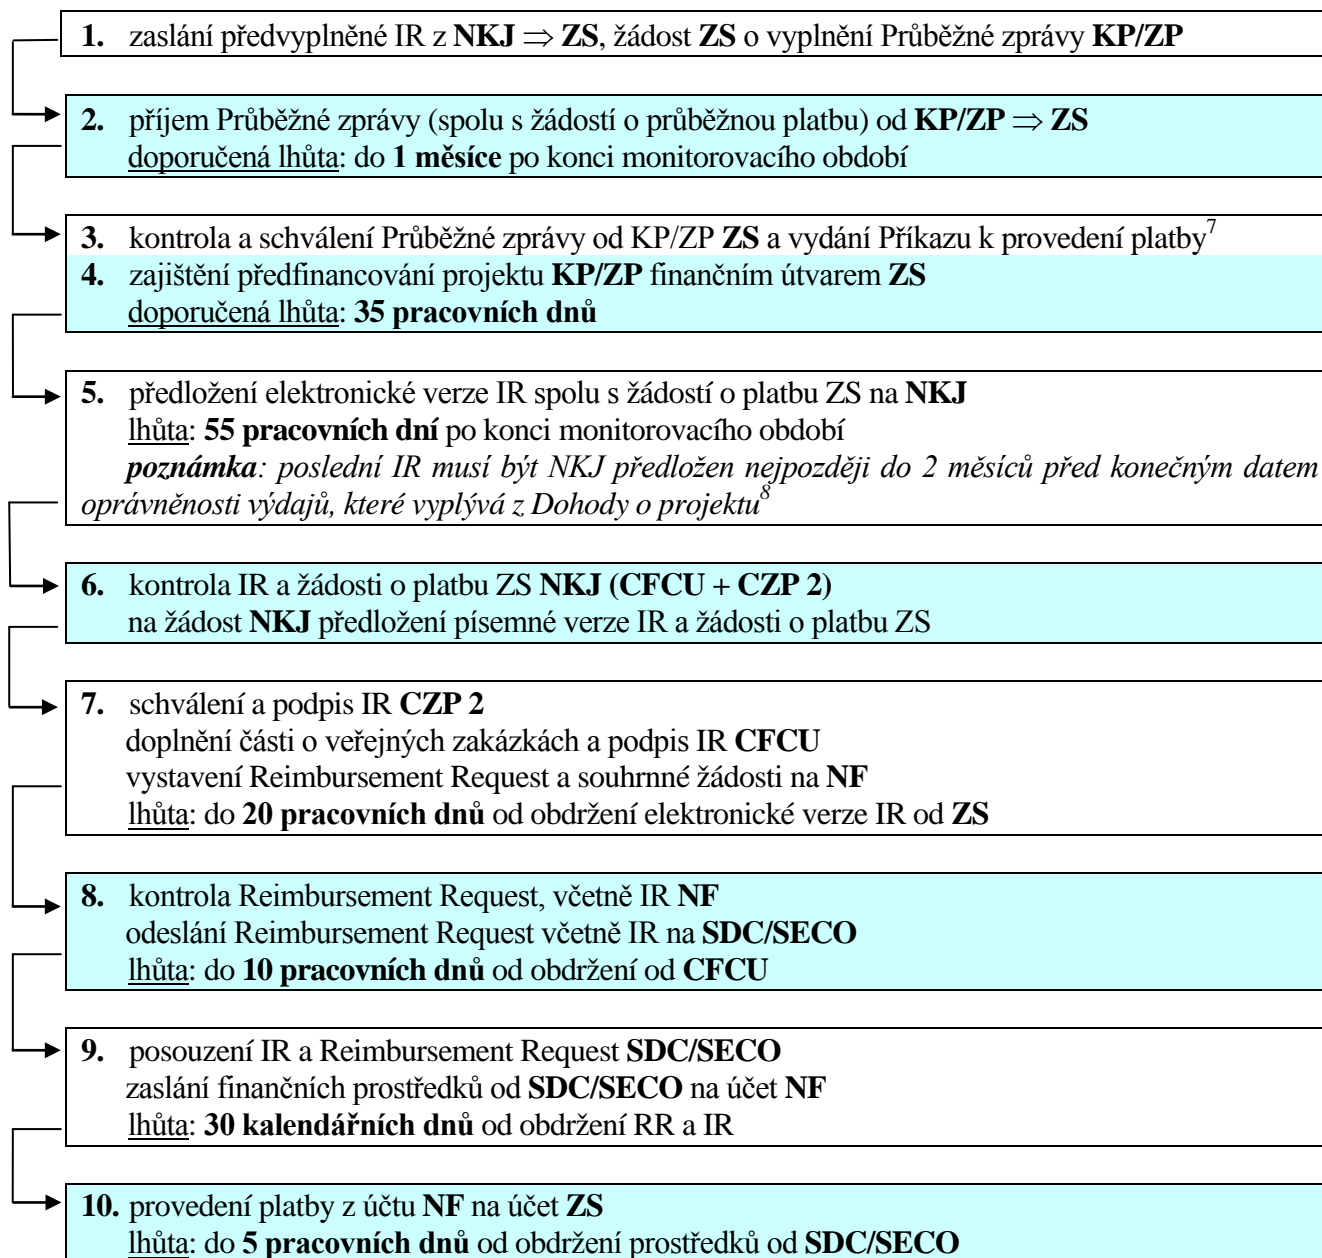 1. zaslání předvyplněné IR z NKJ ⇒ ZS, žádost ZS o vyplnění Průběžné zprávy KP/ZP
2. příjem Průběžné zprávy (spolu s žádostí o průběžnou platbu) od KP/ZP ⇒ ZS
doporučená lhůta: do 1 měsíce po konci monitorovacího období
3. kontrola a schválení Průběžné zprávy od KP/ZP ZS a vydání Příkazu k provedení platby7
4. zajištění předfinancování projektu KP/ZP finančním útvarem ZS
doporučená lhůta: 35 pracovních dnů
5. předložení elektronické verze IR spolu s žádostí o platbu ZS na NKJ
lhůta: 55 pracovních dní po konci monitorovacího období
poznámka: poslední IR musí být NKJ předložen nejpozději do 2 měsíců před konečným datem
oprávněnosti výdajů, které vyplývá z Dohody o projektu8
6. kontrola IR a žádosti o platbu ZS NKJ (CFCU + CZP 2)
na žádost NKJ předložení písemné verze IR a žádosti o platbu ZS
7. schválení a podpis IR CZP 2
doplnění části o veřejných zakázkách a podpis IR CFCU
vystavení Reimbursement Request a souhrnné žádosti na NF
lhůta: do 20 pracovních dnů od obdržení elektronické verze IR od ZS
8. kontrola Reimbursement Request, včetně IR NF
odeslání Reimbursement Request včetně IR na SDC/SECO
lhůta: do 10 pracovních dnů od obdržení od CFCU
9. posouzení IR a Reimbursement Request SDC/SECO
zaslání finančních prostředků od SDC/SECO na účet NF
lhůta: 30 kalendářních dnů od obdržení RR a IR
10. provedení platby z účtu NF na účet ZS
lhůta: do 5 pracovních dnů od obdržení prostředků od SDC/SECO